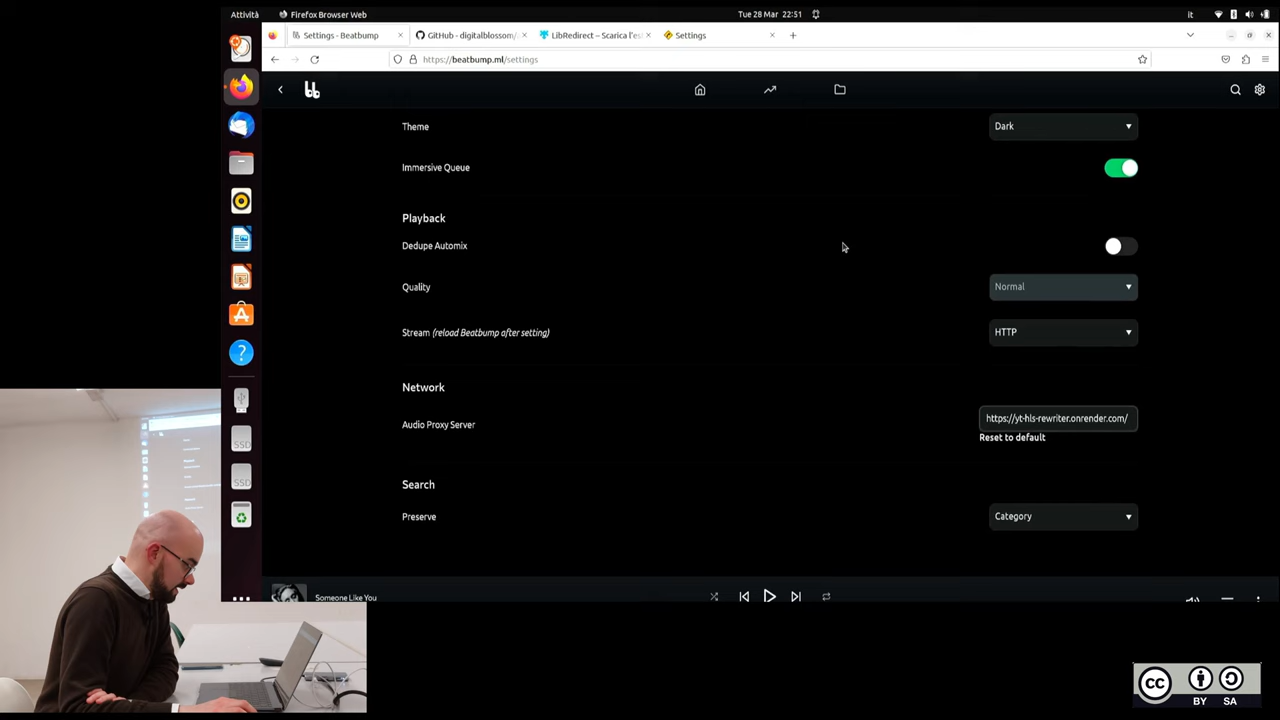 Attività
Firefox Browser Web
Tue 28 Mar 22:51
it
Settings - Beatbump
GitHub - digitalblossom/
LibRedirect – Scarica l'es
Settings
https://beatbump.ml/settings
Theme
Dark
Immersive Queue
Playback
Dedupe Automix
Quality
Normal
Stream (reload Beatbump after setting)
HTTP
Network
Audio Proxy Server
https://yt-hls-rewriter.onrender.com/
Reset to default
Search
Preserve
Category
Someone Like You
SSD
SSD
?
cc
BY SA